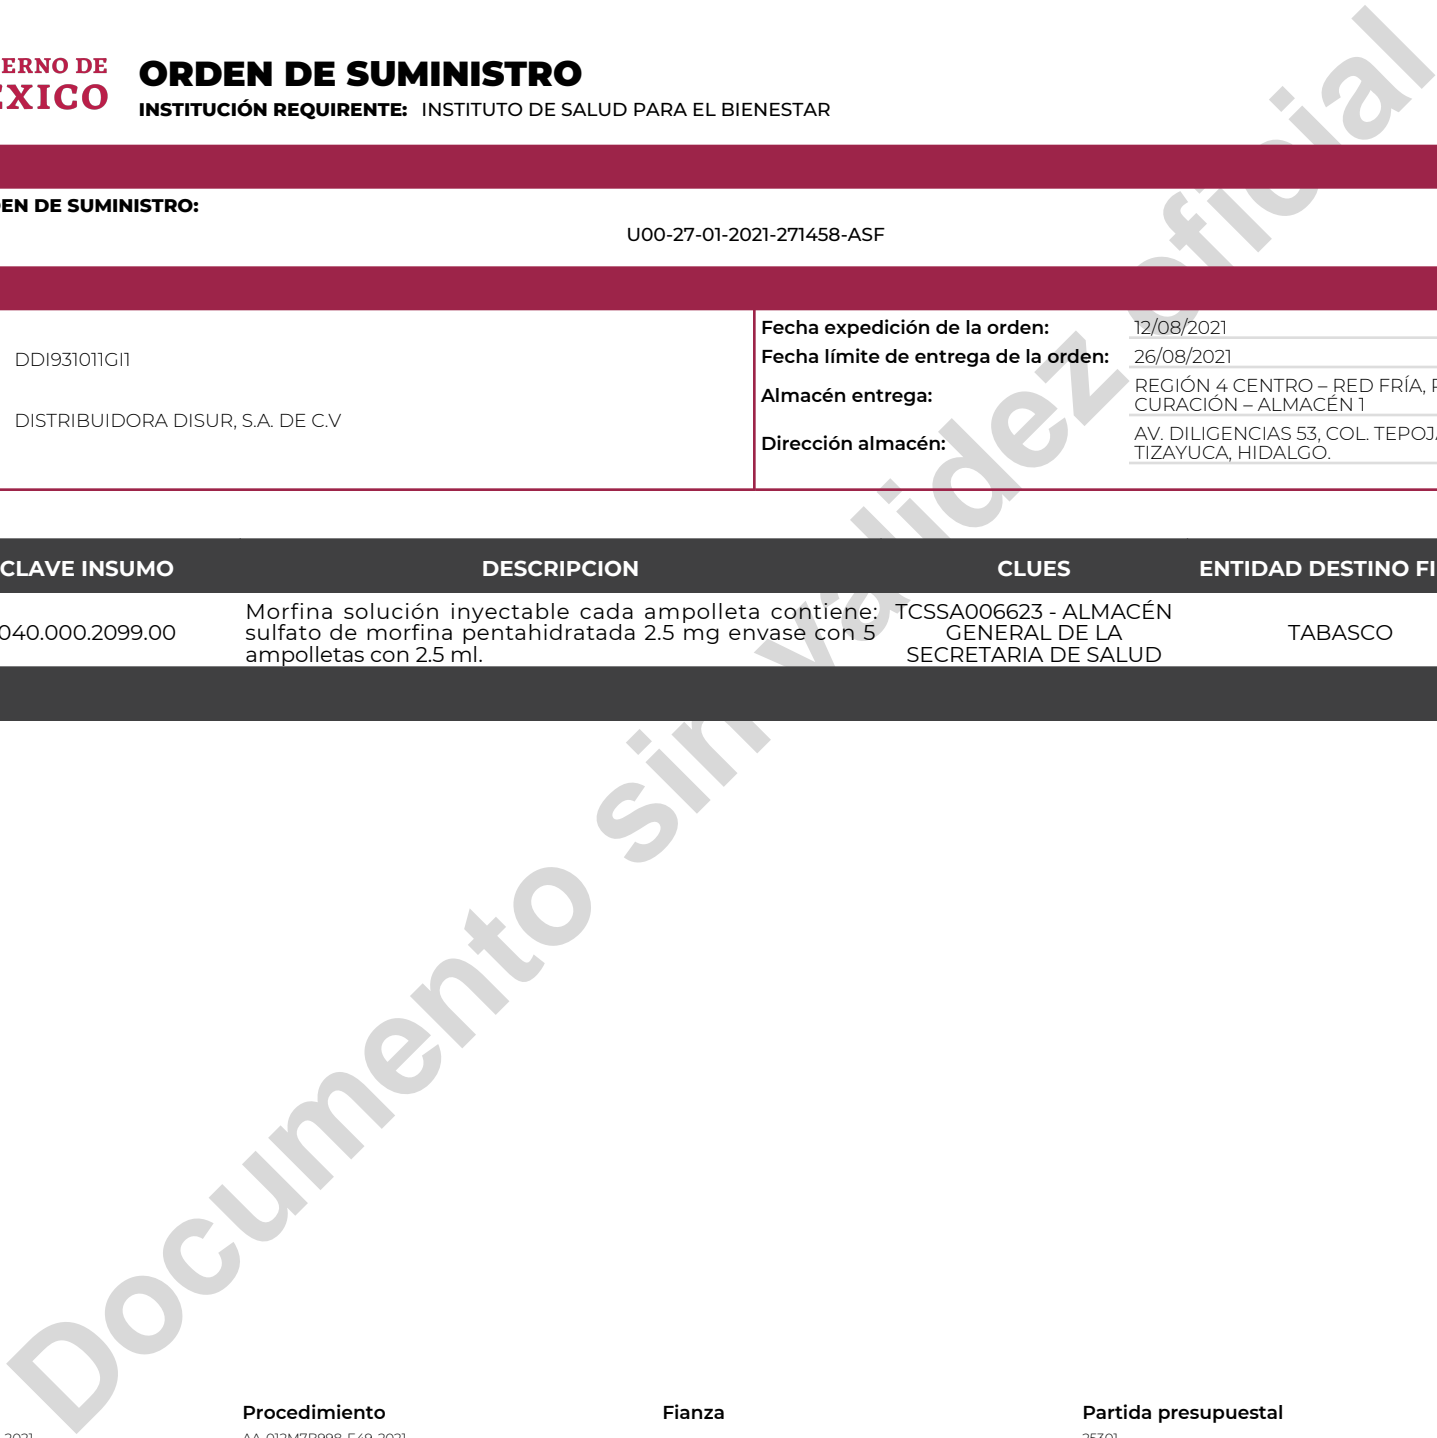 ERNO DE
EXICO
ORDEN DE SUMINISTRO
INSTITUCIÓN REQUIRENTE: INSTITUTO DE SALUD PARA EL BIENESTAR
EN DE SUMINISTRO:
U00-27-01-2021-271458-ASF
DDI931011GI1
DISTRIBUIDORA DISUR, S.A. DE C.V
Fecha expedición de la orden: 12/08/2021
Fecha límite de entrega de la orden: 26/08/2021
Almacén entrega: REGIÓN 4 CENTRO – RED FRÍA,
CURACIÓN – ALMACÉN 1
Dirección almacén: AV. DILIGENCIAS 53, COL. TEPOJA
TIZAYUCA, HIDALGO.
CLAVE INSUMO DESCRIPCION CLUES ENTIDAD DESTINO FI
040.000.2099.00
Morfina solución inyectable cada ampolleta contiene:
sulfato de morfina pentahidratada 2.5 mg envase con 5
ampolletas con 2.5 ml.
TCSSA006623 - ALMACÉN
GENERAL DE LA
SECRETARIA DE SALUD
TABASCO
Documento sin validez oficial
Procedimiento Fianza Partida presupuestal